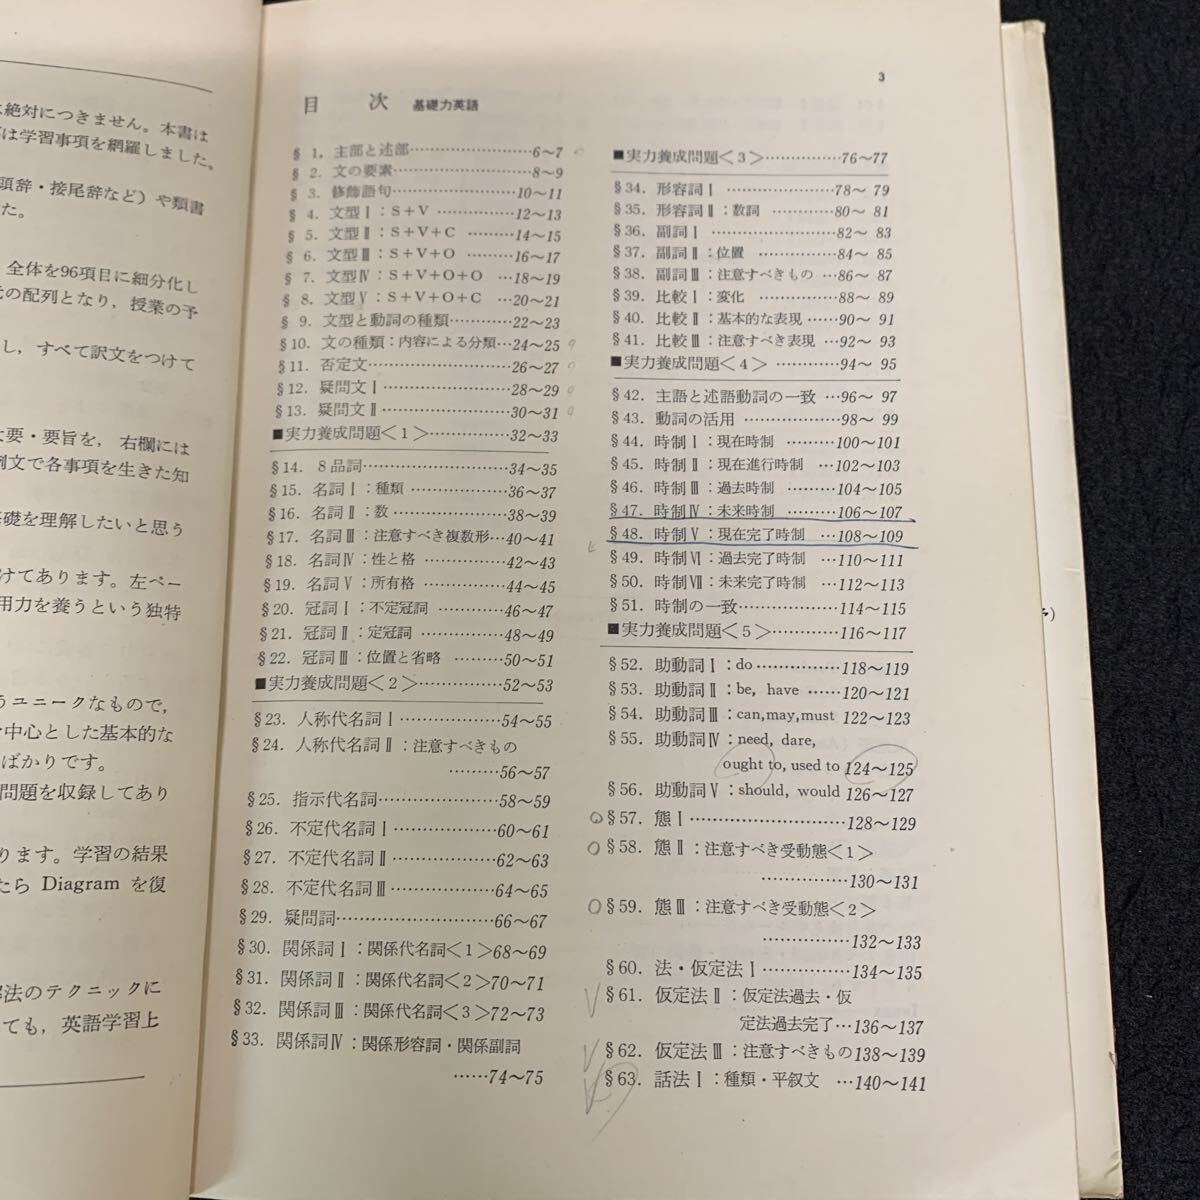 は絶対につきません。本書は
は学習事項を網羅しました。
頭辞・接尾辞など）や類書
た。
全体を96項目に細分化し
の配列となり，授業の予
し，すべて訳文をつけて
大要・要旨を，右欄には
例文で各事項を生きた知
基礎を理解したいと思う
けてあります。左ペー
用力を養うという独特
うユニークなもので，
中心とした基本的な
ばかりです。
問題を収録してあり
ります。学習の結果
たら Diagram を復
解法のテクニックに
ても，英語学習上
3
目 次 基礎力英語
§ 1．主部と述部……………6～7
§ 2．文の要素……………8～9
§ 3．修飾語句……………10～11
§ 4．文型Ⅰ：S＋V …………12～13
§ 5．文型Ⅱ：S＋V＋C ………14～15
§ 6．文型Ⅲ：S＋V＋O ………16～17
§ 7．文型Ⅳ：S＋V＋O＋O …18～19
§ 8．文型Ⅴ：S＋V＋O＋C …20～21
§ 9．文型と動詞の種類…………22～23
§10．文の種類：内容による分類…24～25
§11．否定文……………26～27
§12．疑問文Ⅰ……………28～29
§13．疑問文Ⅱ……………30～31
■実力養成問題＜1＞……………32～33
§14．8品詞……………34～35
§15．名詞Ⅰ：種類 ……………36～37
§16．名詞Ⅱ：数……………38～39
§17．名詞Ⅲ：注意すべき複数形…40～41
§18．名詞Ⅳ：性と格……………42～43
§19．名詞Ⅴ：所有格 …………44～45
§20．冠詞Ⅰ：不定冠詞 …………46～47
§21．冠詞Ⅱ：定冠詞 …………48～49
§22．冠詞Ⅲ：位置と省略 ………50～51
■実力養成問題＜2＞……………52～53
§23．人称代名詞Ⅰ……………54～55
§24．人称代名詞Ⅱ：注意すべきもの
………56～57
§25．指示代名詞……………58～59
§26．不定代名詞Ⅰ……………60～61
§27．不定代名詞Ⅱ……………62～63
§28．不定代名詞Ⅲ……………64～65
§29．疑問詞……………66～67
§30．関係詞Ⅰ：関係代名詞＜1＞68～69
§31．関係詞Ⅱ：関係代名詞＜2＞70～71
§32．関係詞Ⅲ：関係代名詞＜3＞72～73
§33．関係詞Ⅳ：関係形容詞・関係副詞
……74～75
■実力養成問題＜3＞……………76～77
§34．形容詞Ⅰ ……………78～ 79
§35．形容詞Ⅱ：数詞 …………80～ 81
§36．副詞Ⅰ ……………82～ 83
§37．副詞Ⅱ：位置 …………84～ 85
§38．副詞Ⅲ：注意すべきもの …86～ 87
§39．比較Ⅰ：変化 …………88～ 89
§40．比較Ⅱ：基本的な表現 ……90～ 91
§41．比較Ⅲ：注意すべき表現 …92～ 93
■実力養成問題＜4＞ …………94～ 95
§42．主語と述語動詞の一致 …96～ 97
§43．動詞の活用 ……………98～ 99
§44．時制Ⅰ：現在時制 ………100～101
§45．時制Ⅱ：現在進行時制 …102～103
§46．時制Ⅲ：過去時制 ………104～105
§47．時制Ⅳ：未来時制 ………106～107
§48．時制Ⅴ：現在完了時制 …108～109
§49．時制Ⅵ：過去完了時制 …110～111
§50．時制Ⅶ：未来完了時制 …112～113
§51．時制の一致……………114～115
■実力養成問題＜5＞…………116～117
§52．助動詞Ⅰ：do……………118～119
§53．助動詞Ⅱ：be, have ……120～121
§54．助動詞Ⅲ：can,may,must 122～123
§55．助動詞Ⅳ：need, dare,
ought to, used to 124～125
§56．助動詞Ⅴ：should, would 126～127
§57．態Ⅰ……………128～129
§58．態Ⅱ：注意すべき受動態＜1＞
……………130～131
§59．態Ⅲ：注意すべき受動態＜2＞
……………132～133
§60．法・仮定法Ⅰ……………134～135
§61．仮定法Ⅱ：仮定法過去・仮
定法過去完了…136～137
§62．仮定法Ⅲ：注意すべきもの138～139
§63．話法Ⅰ：種類・平叙文 …140～141